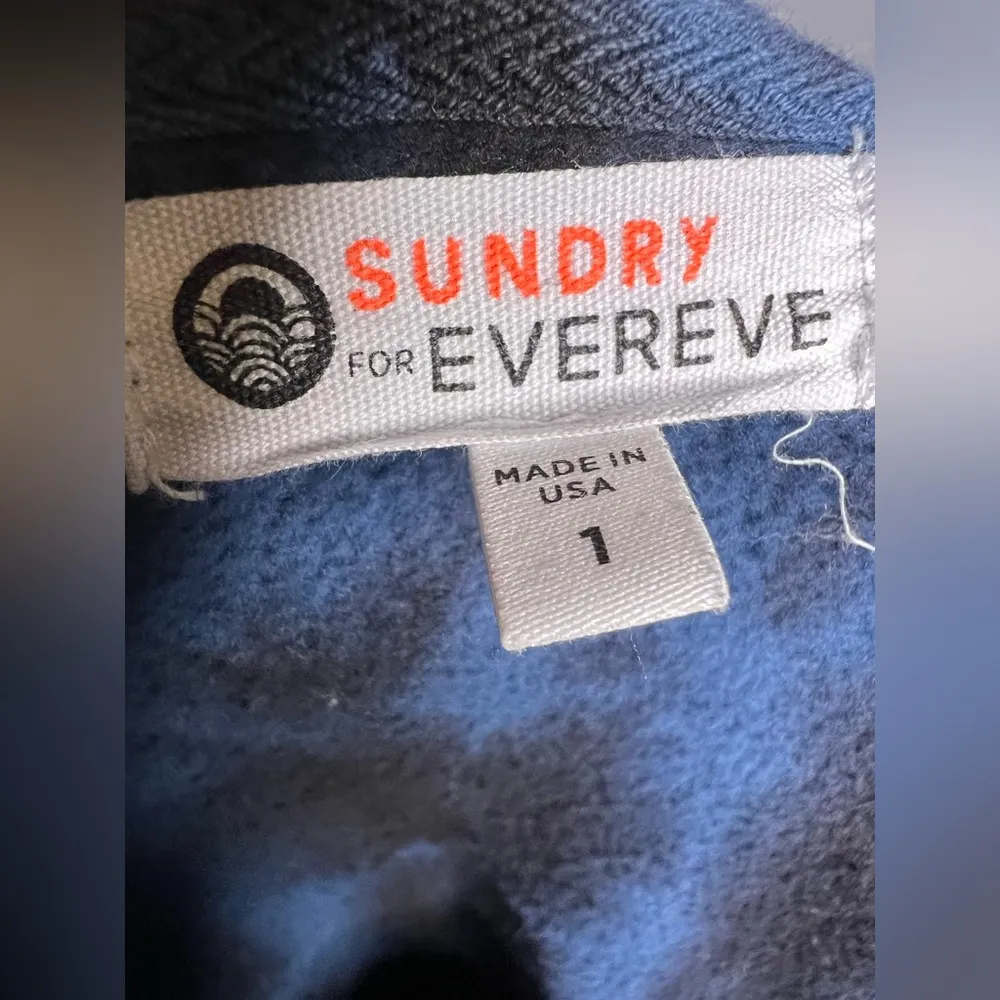 SUNDRY
FOR EVEREVE
MADE IN
USA
1